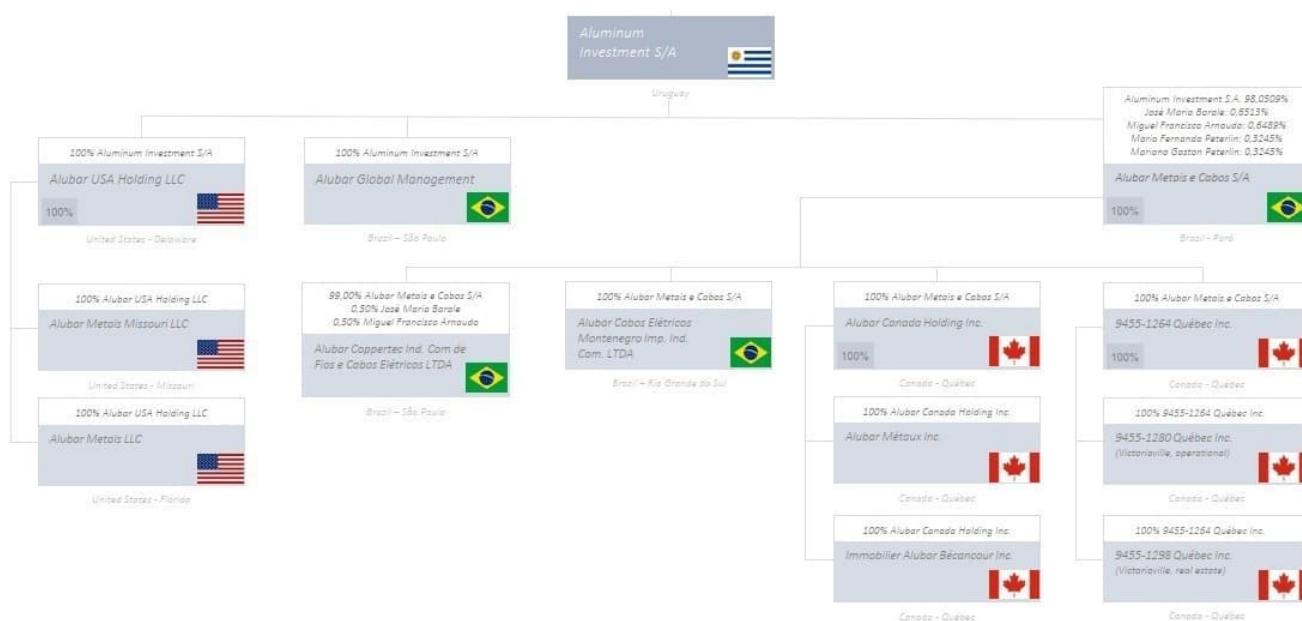 Aluminum
Investment S/A
Uruguay
Aluminum Investment S.A. 98,0509%
José Maria Barale: 0,6513%
Miguel Francisco Arnaudo: 0,6489%
Maria Fernanda Peterlin: 0,3245%
Mariano Gaston Peterlin: 0,3245%
Alubar Metais e Cabos S/A
100%
Brazil - Pará
100% Aluminum Investment S/A
Alubar USA Holding LLC
100%
United States - Delaware
100% Aluminum Investment S/A
Alubar Global Management
Brazil – São Paulo
100% Alubar USA Holding LLC
Alubar Metals Missouri LLC
United States - Missouri
99,00% Alubar Metais e Cabos S/A
0,50% José Maria Barale
0,50% Miguel Francisco Arnaudo
Alubar Coppertec Ind. Com de
Fios e Cabos Elétricos LTDA
Brazil – São Paulo
100% Alubar Metais e Cabos S/A
Alubar Cabos Elétricos
Montenegro Imp. Ind.
Com. LTDA
Brazil – Rio Grande do Sul
100% Alubar Metais e Cabos S/A
Alubar Canada Holding Inc.
100%
Canada - Québec
100% Alubar Metais e Cabos S/A
9455-1264 Québec Inc.
100%
Canada - Québec
100% Alubar USA Holding LLC
Alubar Metals LLC
United States - Florida
100% Alubar Canada Holding Inc.
Alubar Métaux Inc.
Canada - Québec
100% 9455-1264 Québec Inc.
9455-1280 Québec Inc.
(Victoriaville, operational)
Canada - Québec
100% Alubar Canada Holding Inc.
Immobilier Alubar Bécancour Inc.
Canada - Québec
100% 9455-1264 Québec Inc.
9455-1298 Québec Inc.
(Victoriaville, real estate)
Canada - Québec